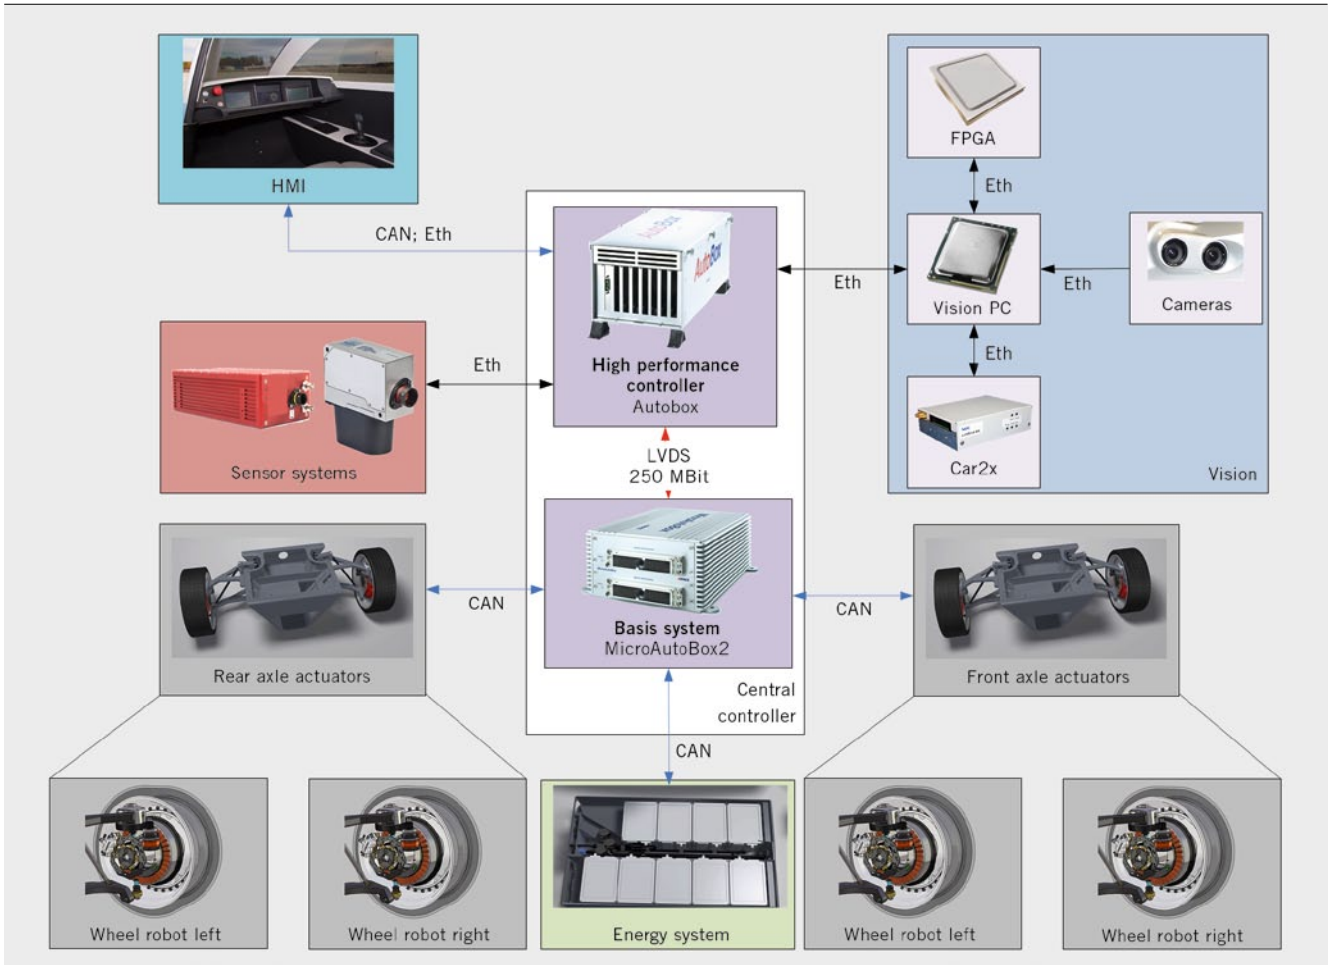 HMI
CAN; Eth
AutoBox
AutoBox
High performance
controller
Autobox
Eth
Sensor systems
LVDS
250 MBit
FPGA
Eth
Eth
Vision PC
Eth
Cameras
Eth
Car2x
Vision
Rear axle actuators
CAN
Basis system
MicroAutoBox2
CAN
Front axle actuators
Central
controller
CAN
Wheel robot left
Wheel robot right
Energy system
Wheel robot left
Wheel robot right